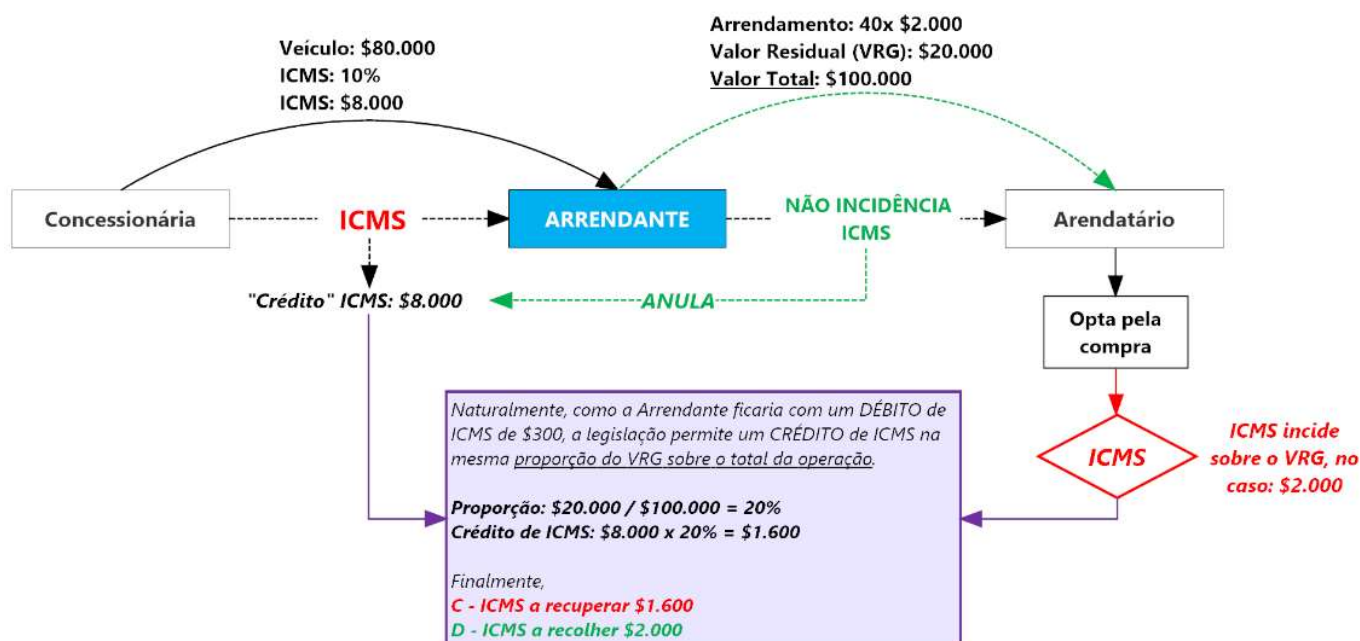 Veículo: $80.000
ICMS: 10%
ICMS: $8.000
Arrendamento: 40x $2.000
Valor Residual (VRG): $20.000
Valor Total: $100.000
Concessionária
ICMS
ARRENDANTE
NÃO INCIDÊNCIA
ICMS
Arendatário
"Crédito" ICMS: $8.000
ANULA
Opta pela
compra
Naturalmente, como a Arrendante ficaria com um DÉBITO de
ICMS de $300, a legislação permite um CRÉDITO de ICMS na
mesma proporção do VRG sobre o total da operação.
Proporção: $20.000 / $100.000 = 20%
Crédito de ICMS: $8.000 x 20% = $1.600
Finalmente,
C - ICMS a recuperar $1.600
D - ICMS a recolher $2.000
ICMS
ICMS incide
sobre o VRG, no
caso: $2.000